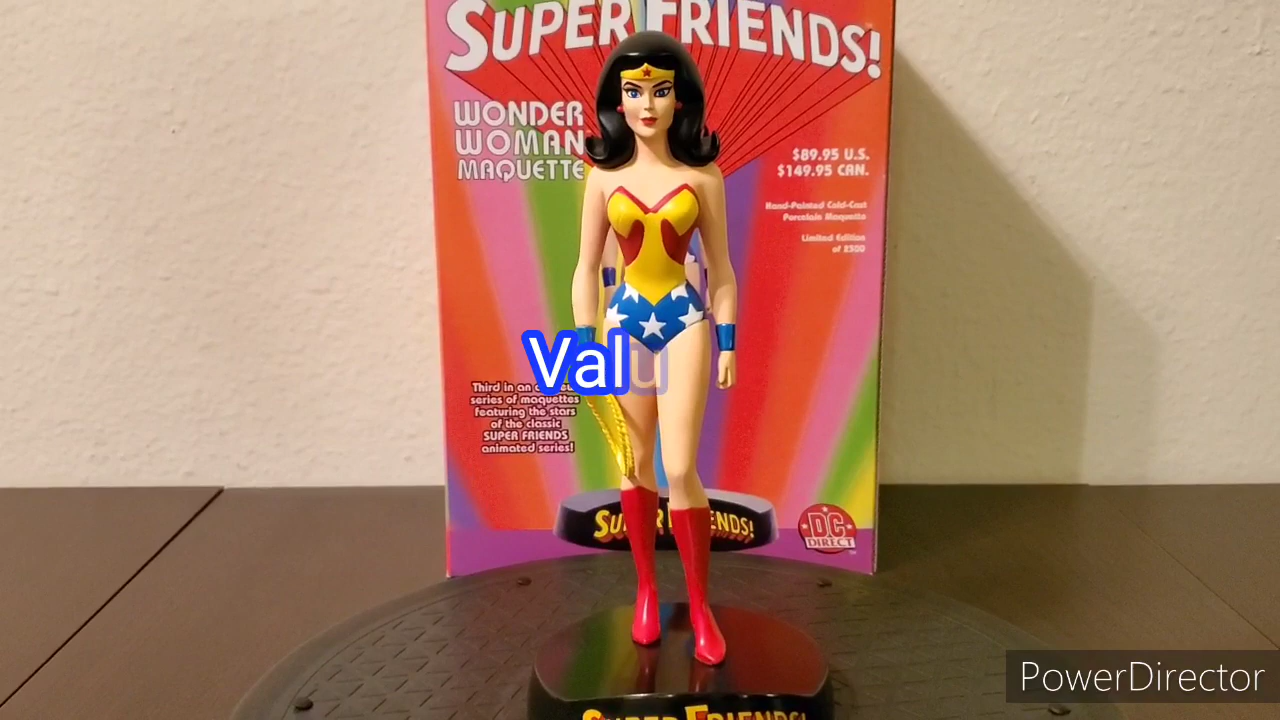 SUPER FRIENDS!
WONDER
WOMAN
MAQUETTE
$89.95 U.S.
$149.95 CAN.
Hand-Painted Cold-Cast
Porcelain Maquette
Limited Edition
of 2500
Valu
Third in an
series of maquettes
featuring the stars
of the classic
SUPER FRIENDS
animated series!
DC
DIRECT
SUPER FRIENDS!
PowerDirector